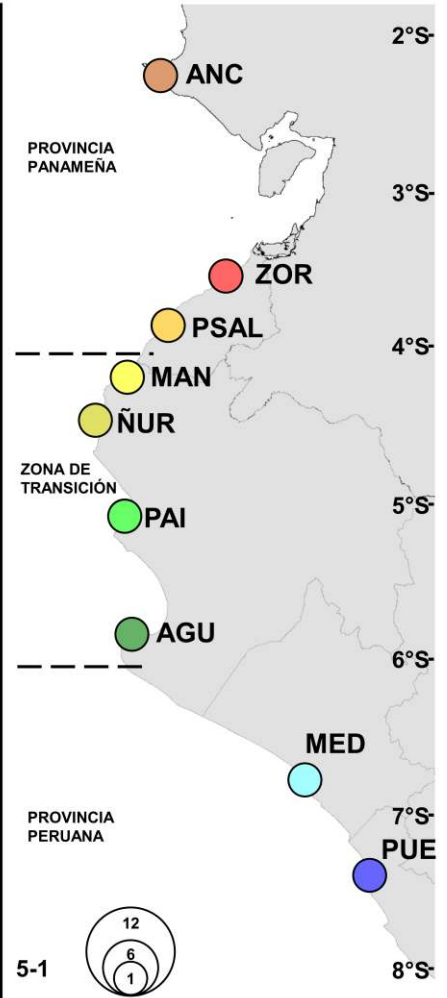 2°S
ANC
PROVINCIA
PANAMEÑA
3°S
ZOR
PSAL
4°S
MAN
ÑUR
ZONA DE
TRANSICIÓN
5°S
PAI
AGU
6°S
MED
7°S
PROVINCIA
PERUANA
PUE
12
6
1
5-1
8°S